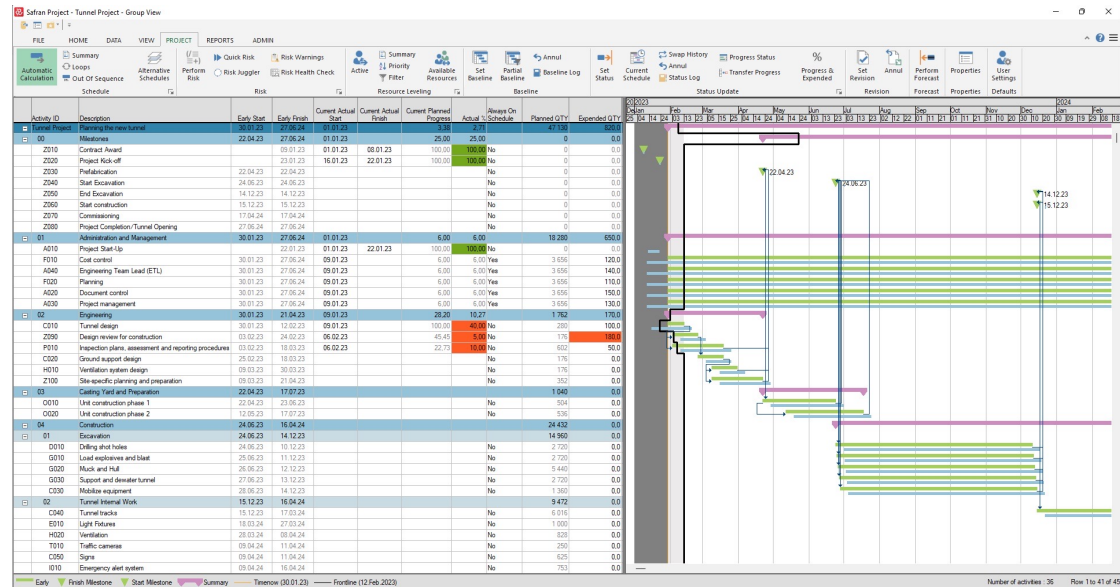 Safran Project - Tunnel Project - Group View
FILE HOME DATA VIEW PROJECT REPORTS ADMIN
Automatic Calculation
Summary
Loops
Out Of Sequence
Alternative Schedules
Schedule
Perform Risk
Quick Risk
Risk Juggler
Risk Warnings
Risk Health Check
Risk
Active
Summary
Priority
Filter
Available Resources
Resource Leveling
Set Baseline
Partial Baseline
Annul
Baseline Log
Baseline
Set Status
Current Schedule
Swap History
Annul
Status Log
Progress Status
Transfer Progress
Progress & Expended
Status Update
Set Revision
Annul
Revision
Perform Forecast
Forecast
Properties
Properties
User Settings
Defaults
Activity ID Description Early Start Early Finish Current Actual Start Current Actual Finish Current Planned Progress Actual % Always On Schedule Planned QTY Expended QTY
Tunnel Project Planning the new tunnel 30.01.23 27.06.24 01.01.23 3,38 2,71 47 130 820,0
00 Milestones 30.01.23 27.06.24 01.01.23 25,00 25,00 0 0,0
Z010 Contract Award 09.01.23 01.01.23 08.01.23 100,00 100,00 No 0 0,0
Z020 Project Kick-off 23.01.23 16.01.23 22.01.23 100,00 100,00 No 0 0,0
Z030 Prefabrication 22.04.23 22.04.23 No 0 0,0
Z040 Start Excavation 24.06.23 24.06.23 No 0 0,0
Z050 End Excavation 14.12.23 14.12.23 No 0 0,0
Z060 Start construction 15.12.23 15.12.23 No 0 0,0
Z070 Commissioning 17.04.24 17.04.24 No 0 0,0
Z080 Project Completion/Tunnel Opening 27.06.24 27.06.24 No 0 0,0
01 Administration and Management 30.01.23 27.06.24 01.01.23 6,00 6,00 18 280 650,0
A010 Project Start-Up 22.01.23 01.01.23 22.01.23 100,00 100,00 No 0 0,0
F010 Cost control 30.01.23 27.06.24 09.01.23 6,00 6,00 Yes 3 656 120,0
A040 Engineering Team Lead (ETL) 30.01.23 27.06.24 09.01.23 6,00 6,00 Yes 3 656 140,0
F020 Planning 30.01.23 27.06.24 09.01.23 6,00 6,00 Yes 3 656 110,0
A020 Document control 30.01.23 27.06.24 09.01.23 6,00 6,00 Yes 3 656 150,0
A030 Project management 30.01.23 27.06.24 09.01.23 6,00 6,00 Yes 3 656 130,0
02 Engineering 30.01.23 21.04.23 09.01.23 28,20 10,27 1 762 170,0
C010 Tunnel design 30.01.23 12.02.23 09.01.23 100,00 40,00 No 280 100,0
Z090 Design review for construction 03.02.23 24.02.23 06.02.23 45,45 5,00 No 176 180,0
P010 Inspection plans, assessment and reporting procedures 03.02.23 18.03.23 06.02.23 22,73 10,00 No 602 50,0
C020 Ground support design 25.02.23 18.03.23 No 176 0,0
H010 Ventilation system design 09.03.23 30.03.23 No 176 0,0
Z100 Site-specific planning and preparation 09.03.23 21.04.23 No 352 0,0
03 Casting Yard and Preparation 22.04.23 17.07.23 1 040 0,0
O010 Unit construction phase 1 22.04.23 23.06.23 No 504 0,0
O020 Unit construction phase 2 12.05.23 17.07.23 No 536 0,0
04 Construction 24.06.23 16.04.24 24 432 0,0
01 Excavation 24.06.23 14.12.23 14 960 0,0
D010 Drilling shot holes 24.06.23 10.12.23 No 2 720 0,0
G010 Load explosives and blast 25.06.23 11.12.23 No 2 720 0,0
G020 Muck and Hull 26.06.23 12.12.23 No 5 440 0,0
G030 Support and dewater tunnel 27.06.23 13.12.23 No 2 720 0,0
C030 Mobilize equipment 28.06.23 14.12.23 No 1 360 0,0
02 Tunnel Internal Work 15.12.23 16.04.24 9 472 0,0
C040 Tunnel tracks 15.12.23 17.03.24 No 6 016 0,0
E010 Light Fixtures 18.03.24 27.03.24 No 1 000 0,0
H020 Ventilation 28.03.24 08.04.24 No 828 0,0
T010 Traffic cameras 09.04.24 11.04.24 No 250 0,0
C050 Signs 09.04.24 11.04.24 No 625 0,0
I010 Emergency alert system 09.04.24 11.04.24 No 753 0,0
2023 2024
Jan Feb Mar Apr May Jun Jul Aug Sep Oct Nov Dec Jan Feb
22.04.23
24.06.23
14.12.23
15.12.23
Early Finish Milestone Start Milestone Summary Timenow (30.01.23) Frontline (12.Feb.2023) Number of activities : 36 Row 1 to 41 of 45